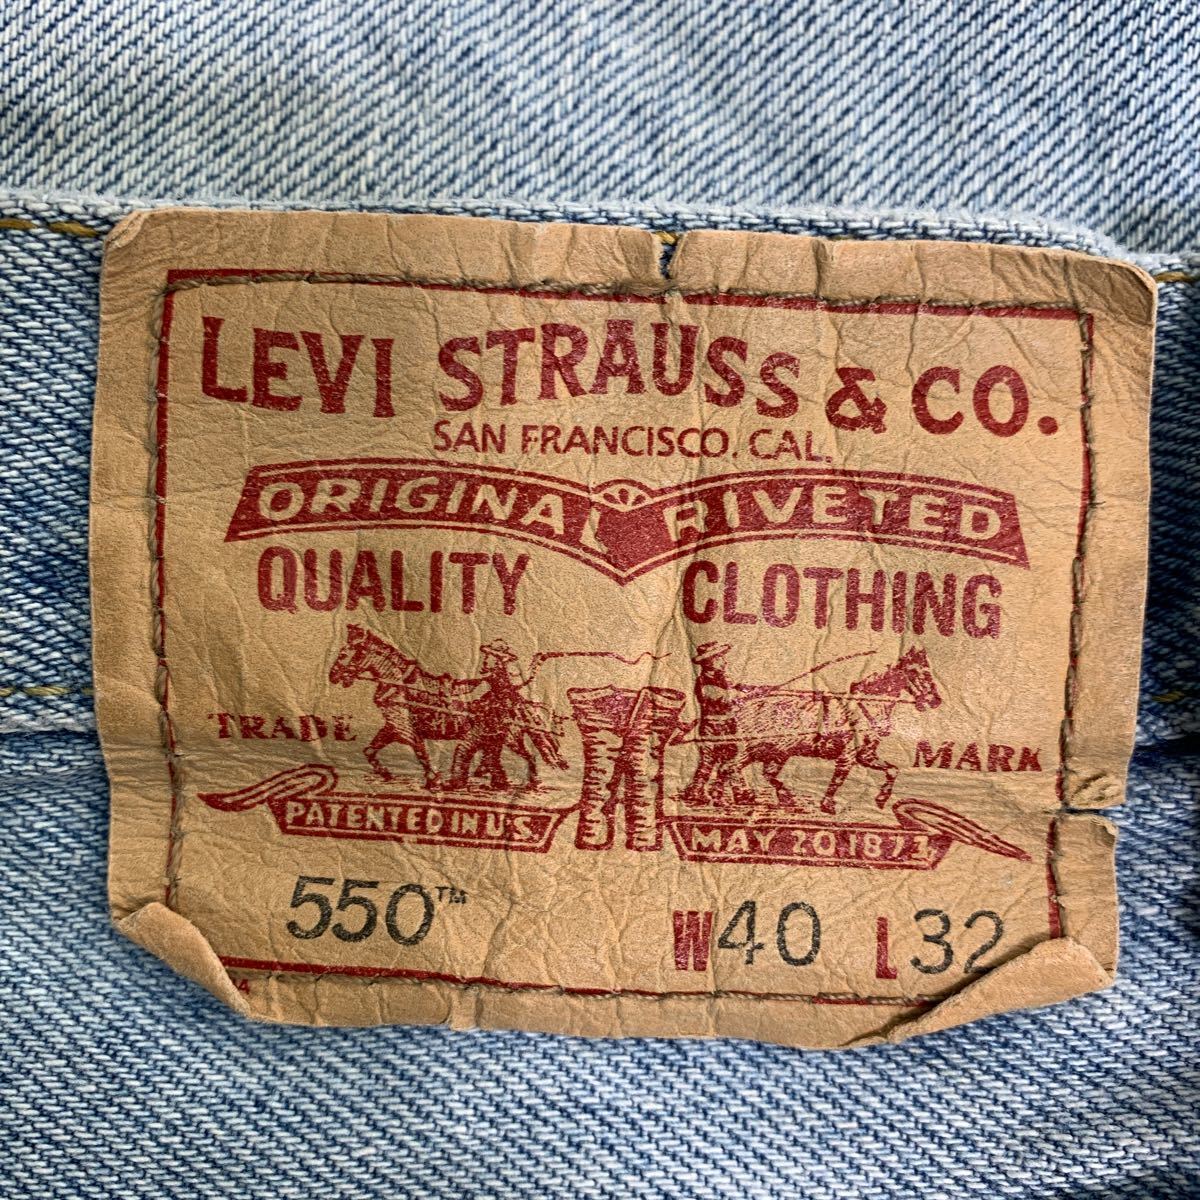 LEVI STRAUSS & CO.
SAN FRANCISCO. CAL.
ORIGINAL RIVETED
QUALITY CLOTHING
TRADE MARK
PATENTED IN U.S. MAY 20 1873
550™ W40 L32